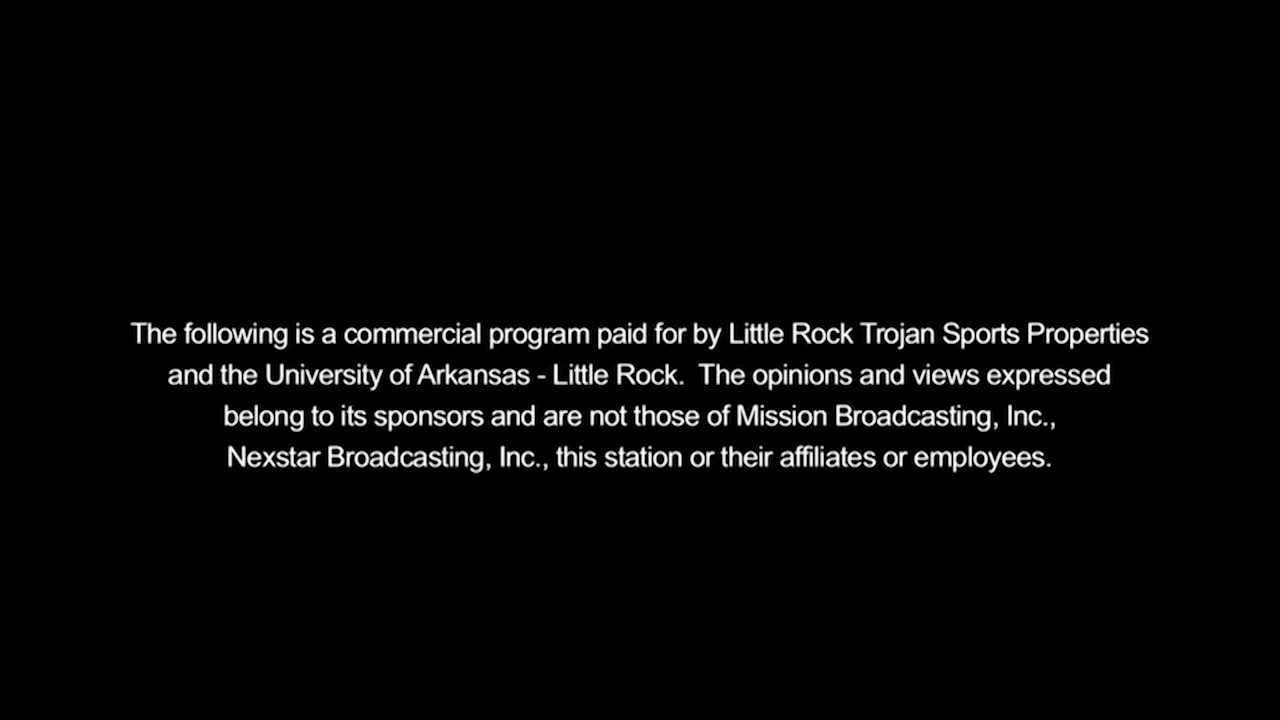 The following is a commercial program paid for by Little Rock Trojan Sports Properties
and the University of Arkansas - Little Rock.  The opinions and views expressed
belong to its sponsors and are not those of Mission Broadcasting, Inc.,
Nexstar Broadcasting, Inc., this station or their affiliates or employees.